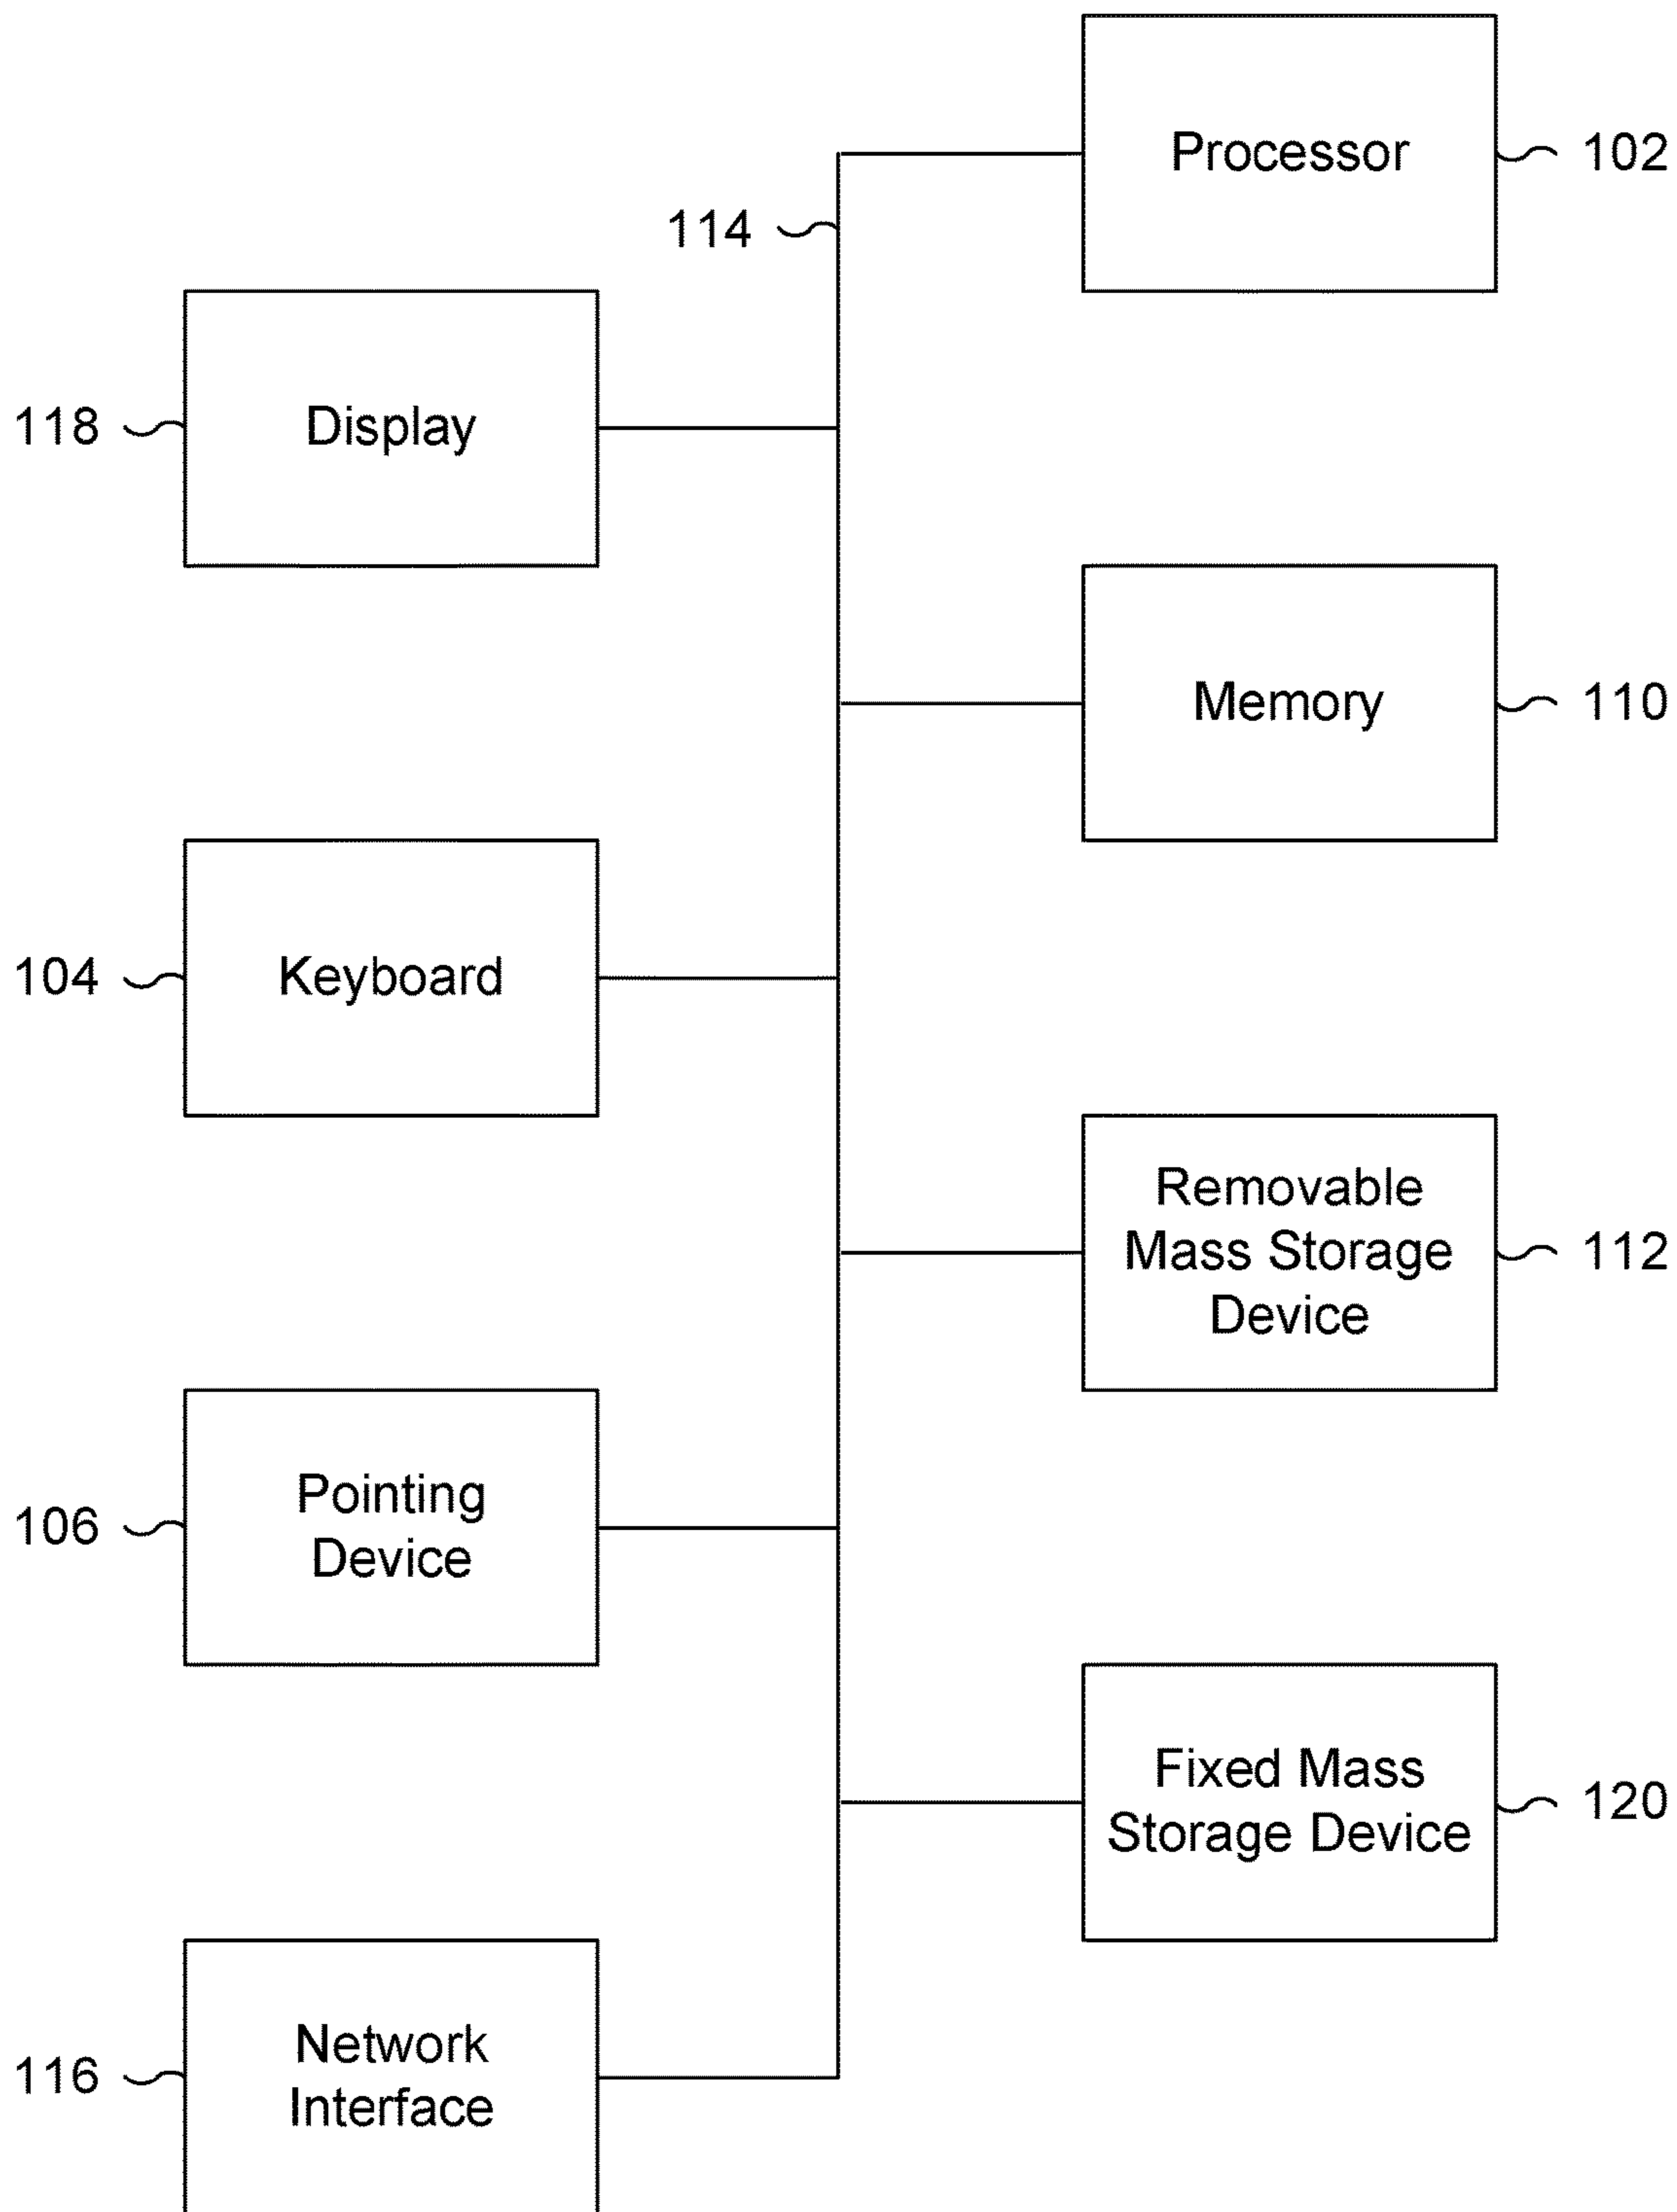 Processor
102
114
118
Display
Memory
110
104
Keyboard
Removable
Mass Storage
Device
112
106
Pointing
Device
Fixed Mass
Storage Device
120
116
Network
Interface